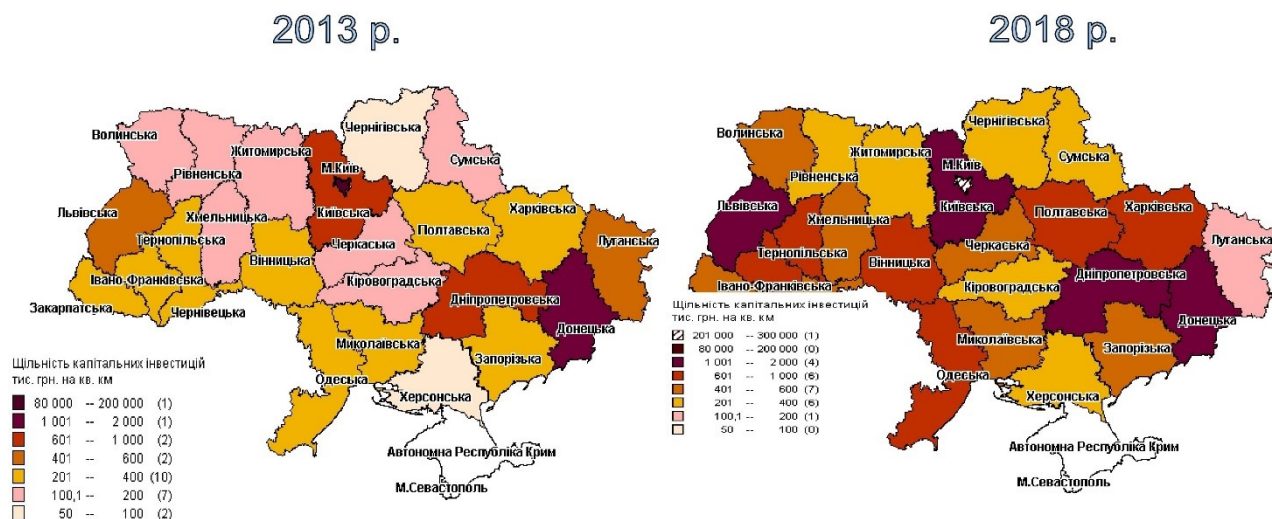 2013 р.
2018 р.
Волинська
Рівненська
Житомирська
Чернігівська
М.Київ
Сумська
Львівська
Хмельницька
Київська
Полтавська
Харківська
Луганська
Тернопільська
Черкаська
Вінницька
Івано-Франківська
Кіровоградська
Закарпатська
Чернівецька
Дніпропетровська
Донецька
Миколаївська
Запорізька
Одеська
Херсонська
Автономна Республіка Крим
М.Севастополь
Щільність капітальних інвестицій
тис. грн. на кв. км
80 000 -- 200 000 (1)
1 001 -- 2 000 (1)
601 -- 1 000 (2)
401 -- 600 (2)
201 -- 400 (10)
100,1 -- 200 (7)
50 -- 100 (2)
Волинська
Рівненська
Житомирська
Чернігівська
М.Київ
Сумська
Львівська
Хмельницька
Київська
Полтавська
Харківська
Луганська
Тернопільська
Черкаська
Вінницька
Івано-Франківська
Кіровоградська
Дніпропетровська
Донецька
Миколаївська
Запорізька
Одеська
Херсонська
Автономна Республіка Крим
М.Севастополь
Щільність капітальних інвестицій
тис. грн. на кв. км
201 000 -- 300 000 (1)
80 000 -- 200 000 (0)
1 001 -- 2 000 (4)
601 -- 1 000 (6)
401 -- 600 (7)
201 -- 400 (6)
100,1 -- 200 (1)
50 -- 100 (0)